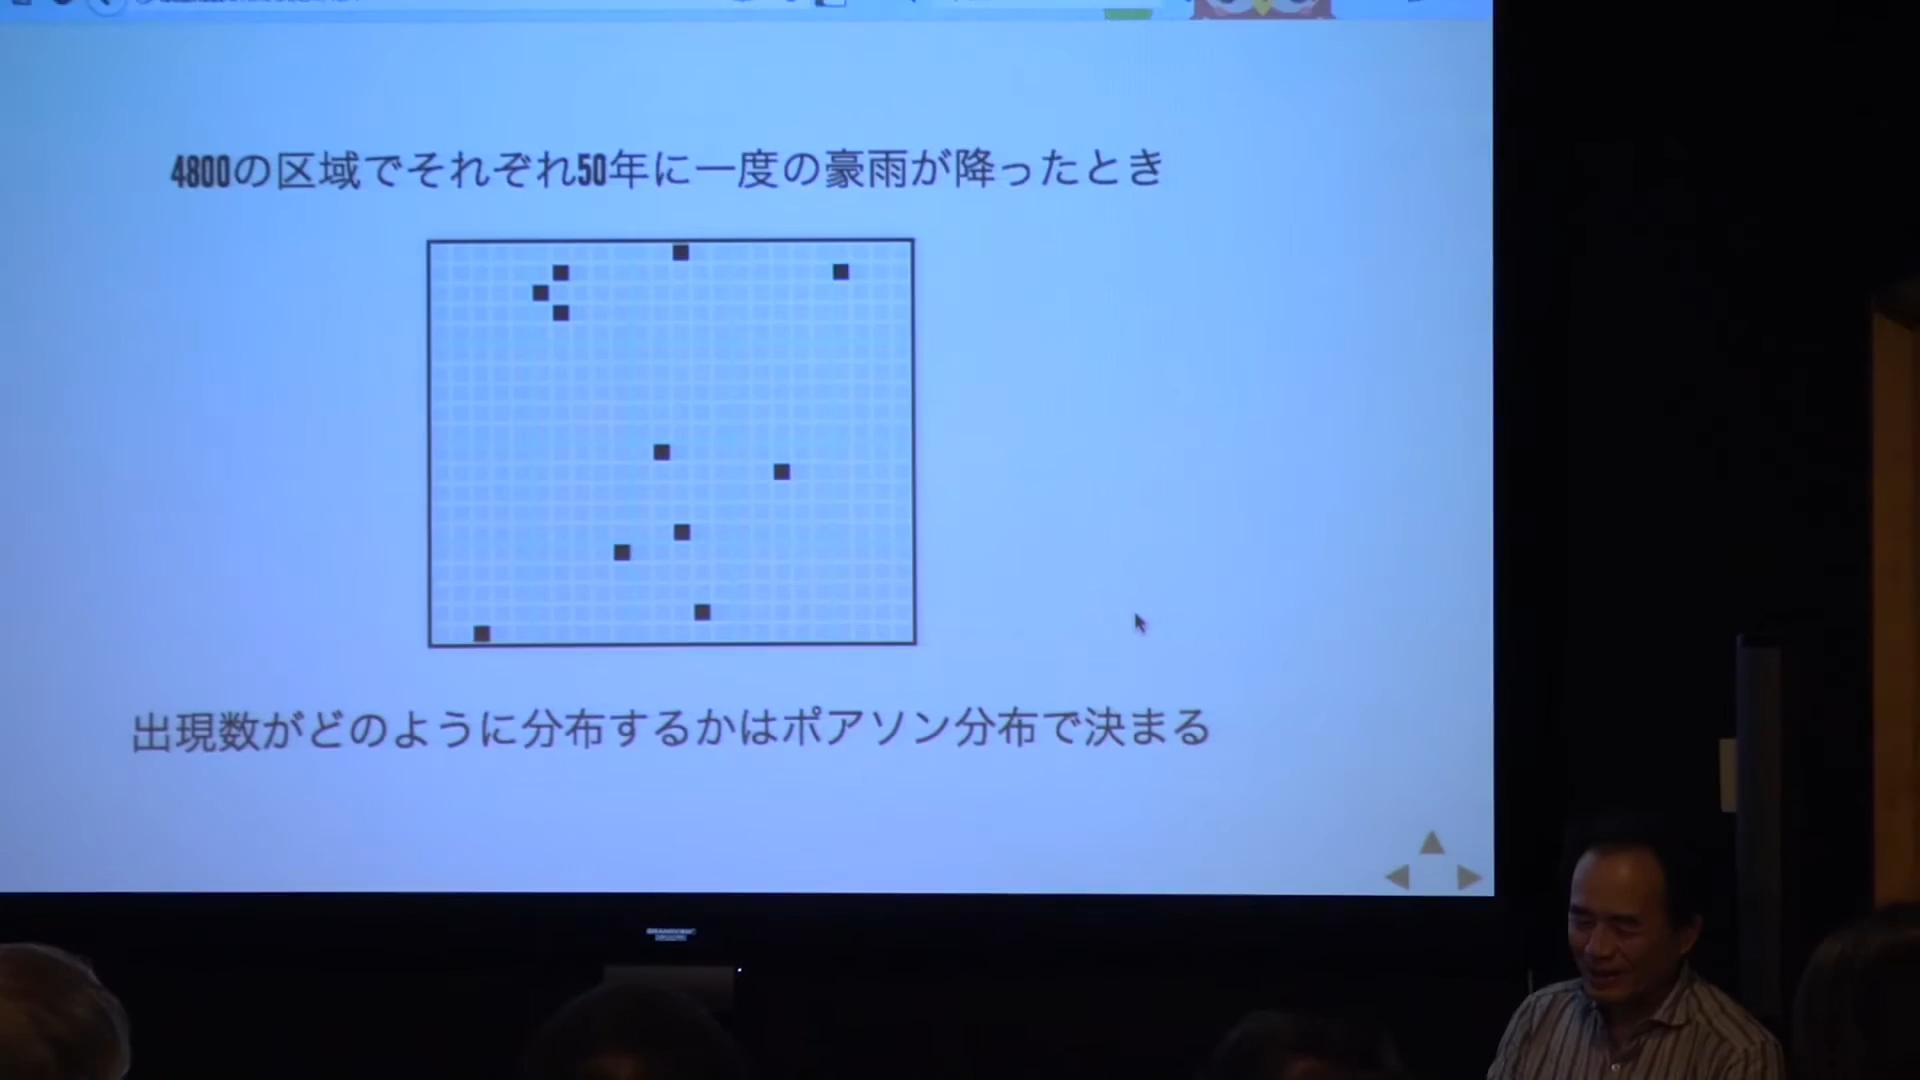 4800の区域でそれぞれ50年に一度の豪雨が降ったとき
出現数がどのように分布するかはポアソン分布で決まる